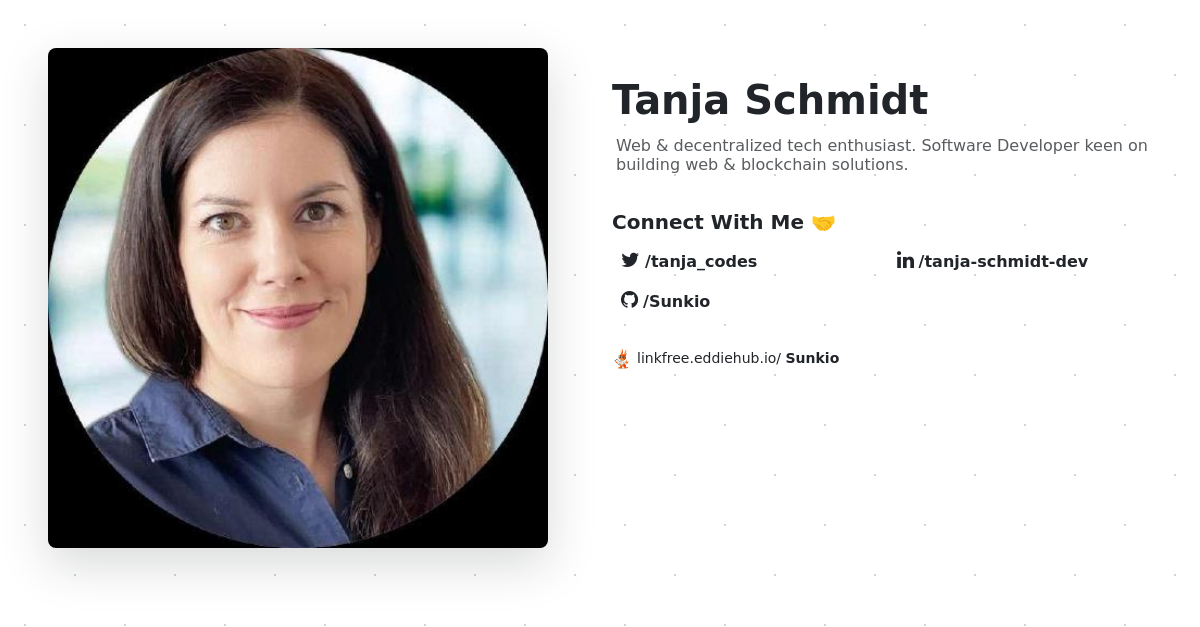 Tanja Schmidt
Web & decentralized tech enthusiast. Software Developer keen on
building web & blockchain solutions.
Connect With Me 🤝
/tanja_codes
/tanja-schmidt-dev
/Sunkio
linkfree.eddiehub.io/ Sunkio